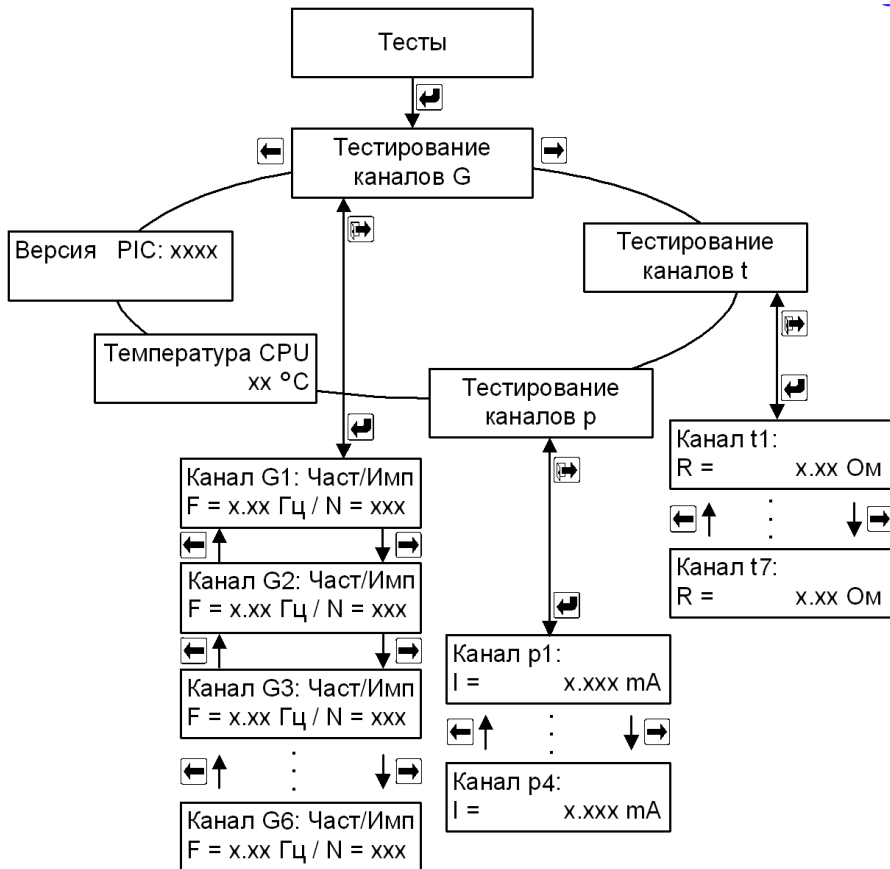 Тесты
Тестирование
каналов G
Версия PIC: xxxx
Тестирование
каналов t
Температура CPU
xx °C
Тестирование
каналов p
Канал t1:
R = x.xx Ом
Канал t7:
R = x.xx Ом
Канал G1: Част/Имп
F = x.xx Гц / N = xxx
Канал G2: Част/Имп
F = x.xx Гц / N = xxx
Канал G3: Част/Имп
F = x.xx Гц / N = xxx
Канал G6: Част/Имп
F = x.xx Гц / N = xxx
Канал p1:
I = x.xxx mA
Канал p4:
I = x.xxx mA